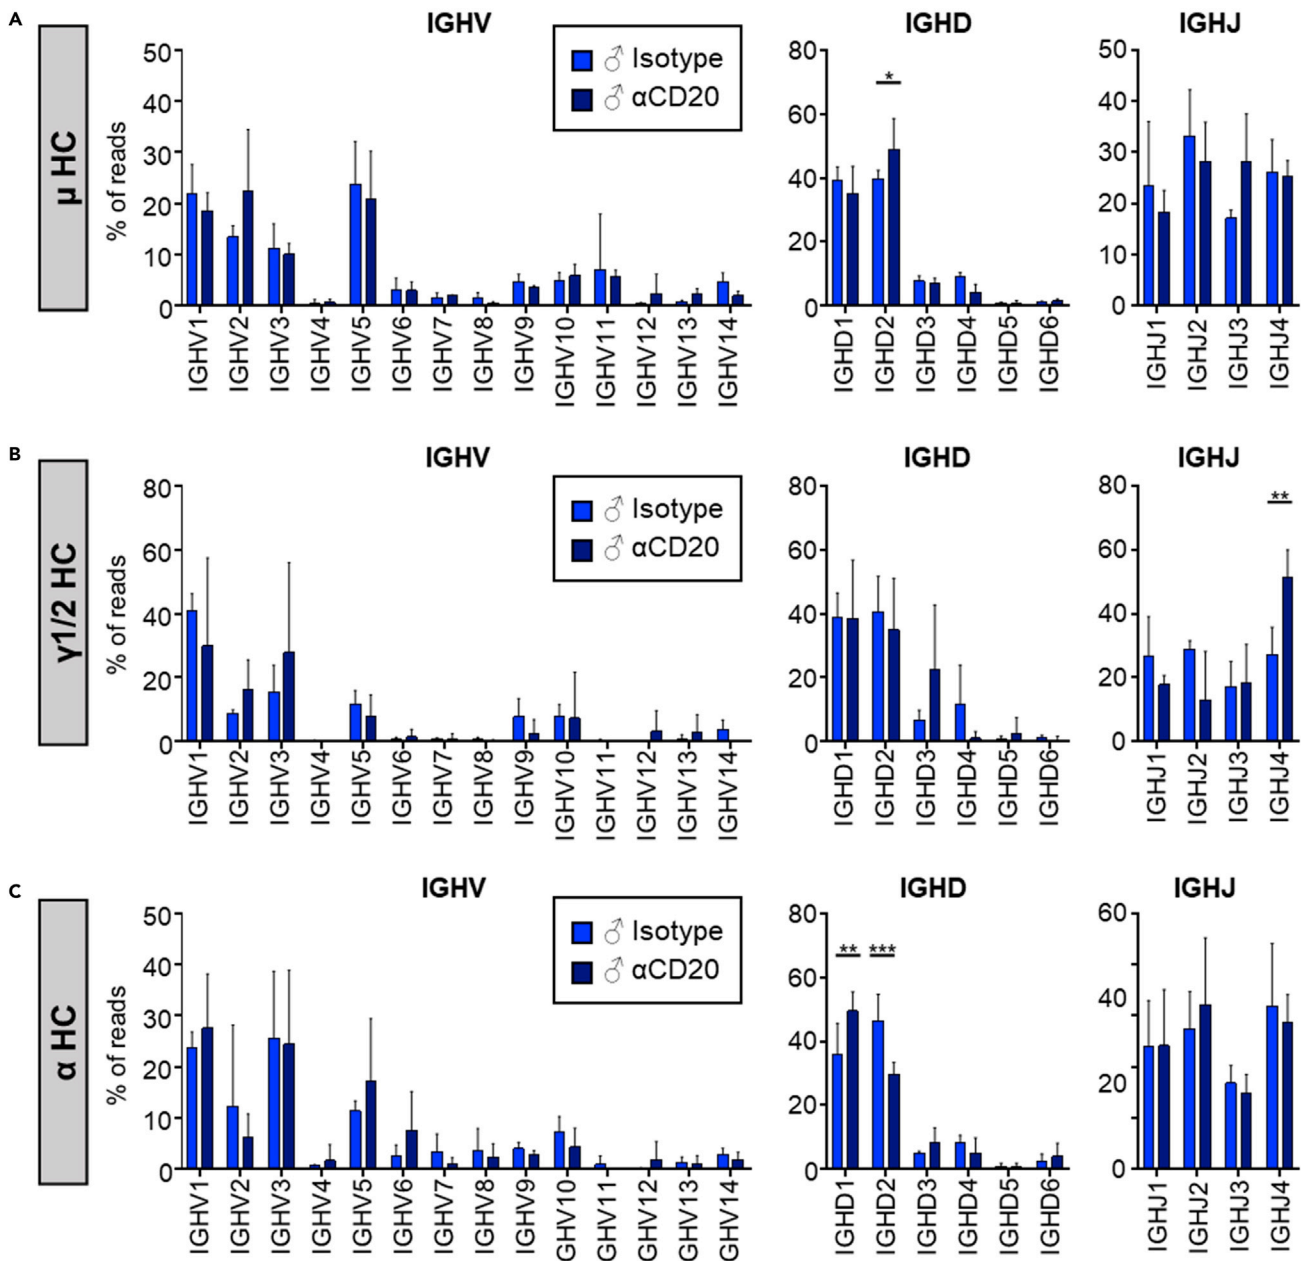 A
μ HC
IGHV
IGHD
IGHJ
♂ Isotype
♂ αCD20
% of reads
50
40
30
20
10
0
IGHV1
IGHV2
IGHV3
IGHV4
IGHV5
IGHV6
IGHV7
IGHV8
IGHV9
IGHV10
IGHV11
IGHV12
IGHV13
IGHV14
80
60
40
20
0
*
IGHD1
IGHD2
IGHD3
IGHD4
IGHD5
IGHD6
50
40
30
20
10
0
IGHJ1
IGHJ2
IGHJ3
IGHJ4
B
γ1/2 HC
IGHV
IGHD
IGHJ
♂ Isotype
♂ αCD20
% of reads
80
60
40
20
0
IGHV1
IGHV2
IGHV3
IGHV4
IGHV5
IGHV6
IGHV7
IGHV8
IGHV9
IGHV10
IGHV11
IGHV12
IGHV13
IGHV14
80
60
40
20
0
IGHD1
IGHD2
IGHD3
IGHD4
IGHD5
IGHD6
80
60
40
20
0
**
IGHJ1
IGHJ2
IGHJ3
IGHJ4
C
α HC
IGHV
IGHD
IGHJ
♂ Isotype
♂ αCD20
% of reads
50
40
30
20
10
0
IGHV1
IGHV2
IGHV3
IGHV4
IGHV5
IGHV6
IGHV7
IGHV8
IGHV9
GHV10
IGHV11
GHV12
GHV13
GHV14
80
60
40
20
0
** ***
IGHD1
IGHD2
IGHD3
IGHD4
IGHD5
IGHD6
60
40
20
0
IGHJ1
IGHJ2
IGHJ3
IGHJ4